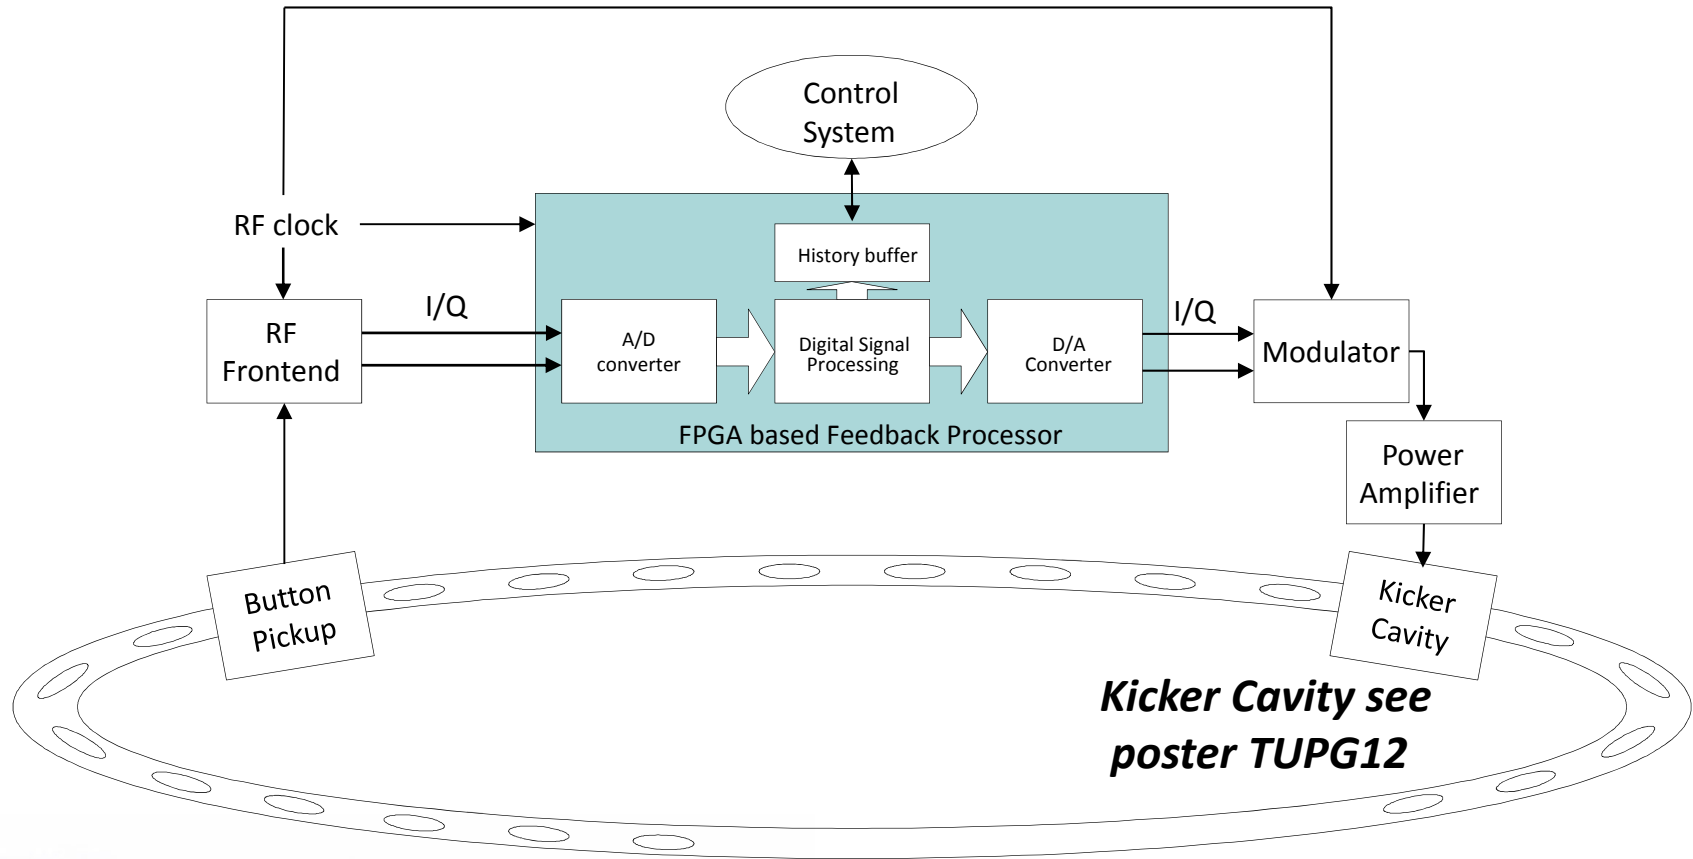 Control
System
RF clock
History buffer
I/Q
I/Q
RF
Frontend
A/D
converter
Digital Signal
Processing
D/A
Converter
Modulator
FPGA based Feedback Processor
Power
Amplifier
Button
Pickup
Kicker
Cavity
Kicker Cavity see
poster TUPG12